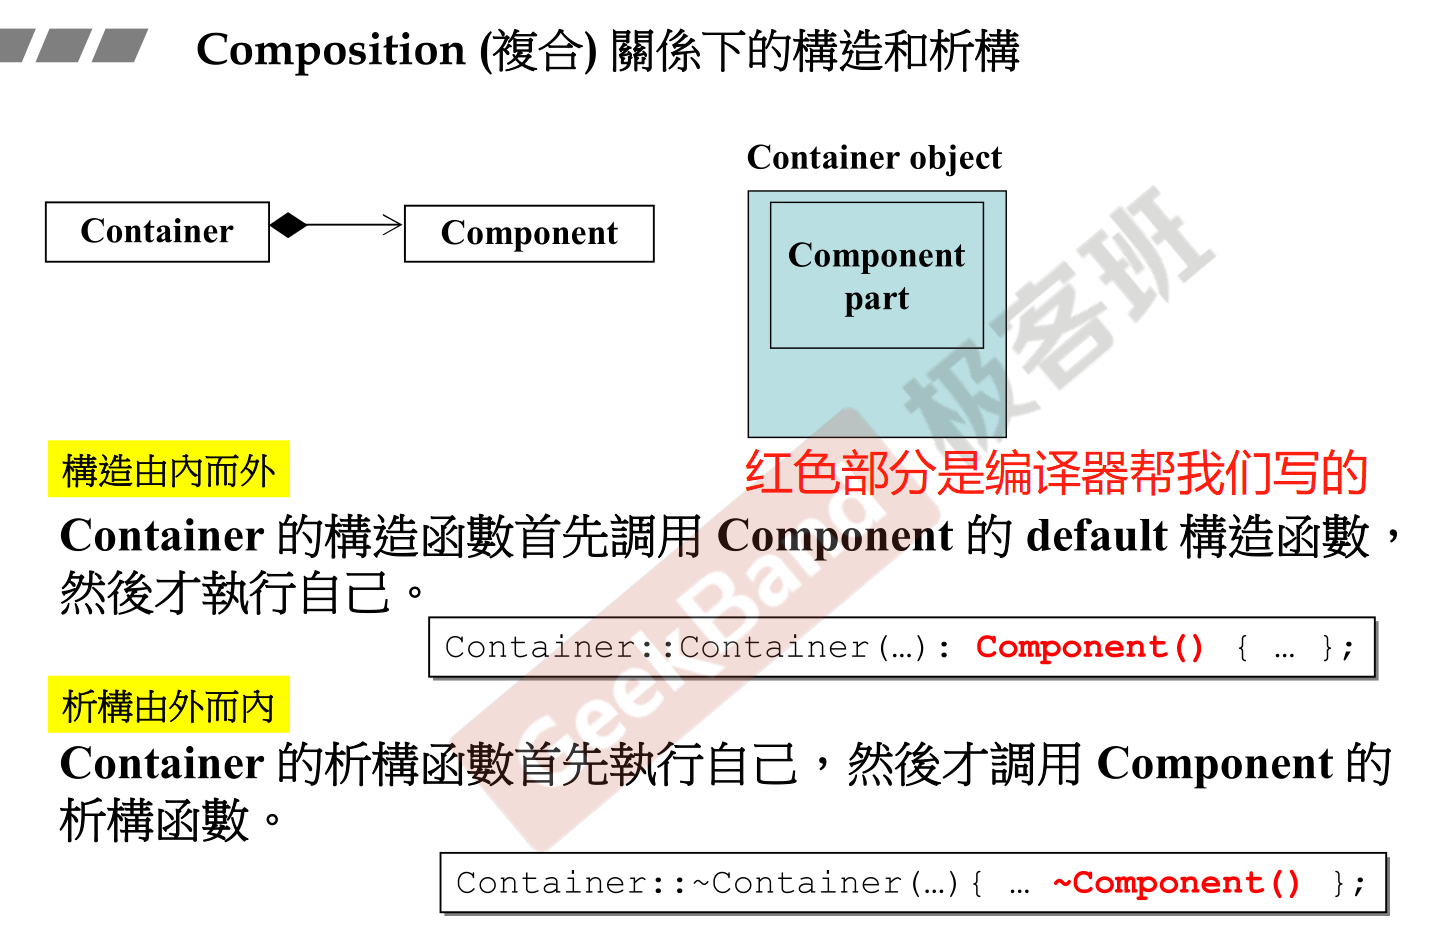 Composition (複合) 關係下的構造和析構
Container object
Container
Component
Component
part
構造由內而外
红色部分是编译器帮我们写的
Container 的構造函數首先調用 Component 的 default 構造函數，
然後才執行自己。
Container::Container(…): Component() { … };
析構由外而內
Container 的析構函數首先執行自己，然後才調用 Component 的
析構函數。
Container::~Container(…){ … ~Component() };
SeekBand 极客班